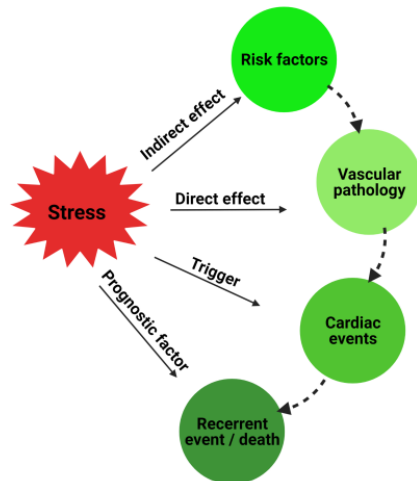 Risk factors
Indirect effect
Vascular
pathology
Direct effect
Stress
Trigger
Cardiac
events
Prognostic
factor
Recerrent
event / death